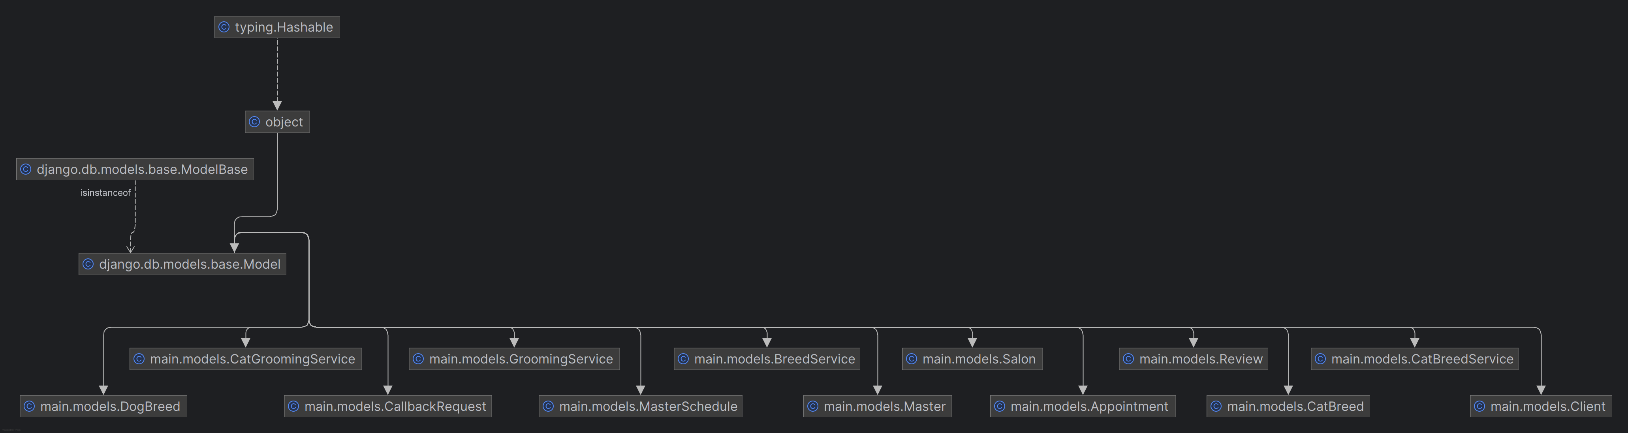 typing.Hashable
object
django.db.models.base.ModelBase
isinstanceof
django.db.models.base.Model
main.models.CatGroomingService
main.models.GroomingService
main.models.BreedService
main.models.Salon
main.models.Review
main.models.CatBreedService
main.models.DogBreed
main.models.CallbackRequest
main.models.MasterSchedule
main.models.Master
main.models.Appointment
main.models.CatBreed
main.models.Client